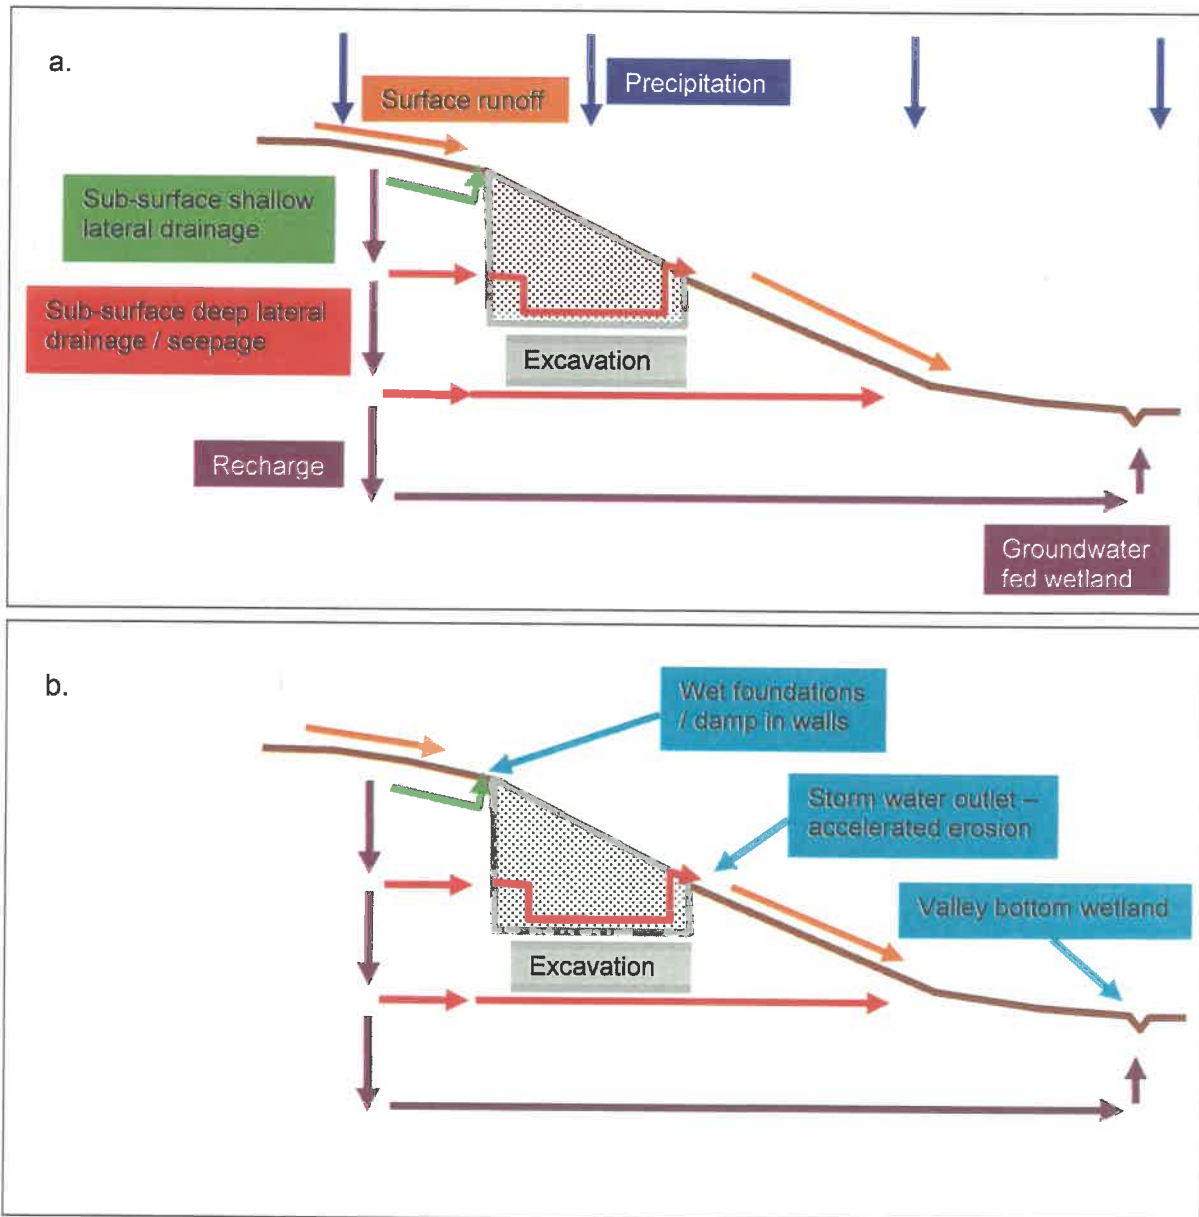 a.
Precipitation
Surface runoff
Sub-surface shallow
lateral drainage
Sub-surface deep lateral
drainage / seepage
Excavation
Recharge
Groundwater
fed wetland
b.
Wet foundations
/ damp in walls
Storm water outlet –
accelerated erosion
Valley bottom wetland
Excavation